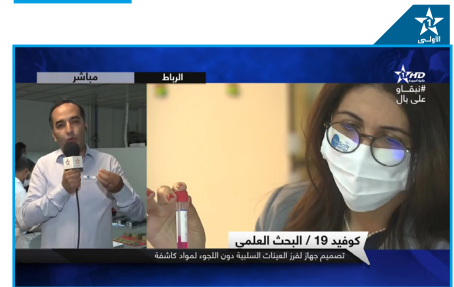 الأولى
HD
#نبقـاو
على بال
الرباط
مباشر
كوفيد 19 / البحث العلمي
تصميم جهاز لفرز العينات السلبية دون اللجوء لمواد كاشفة